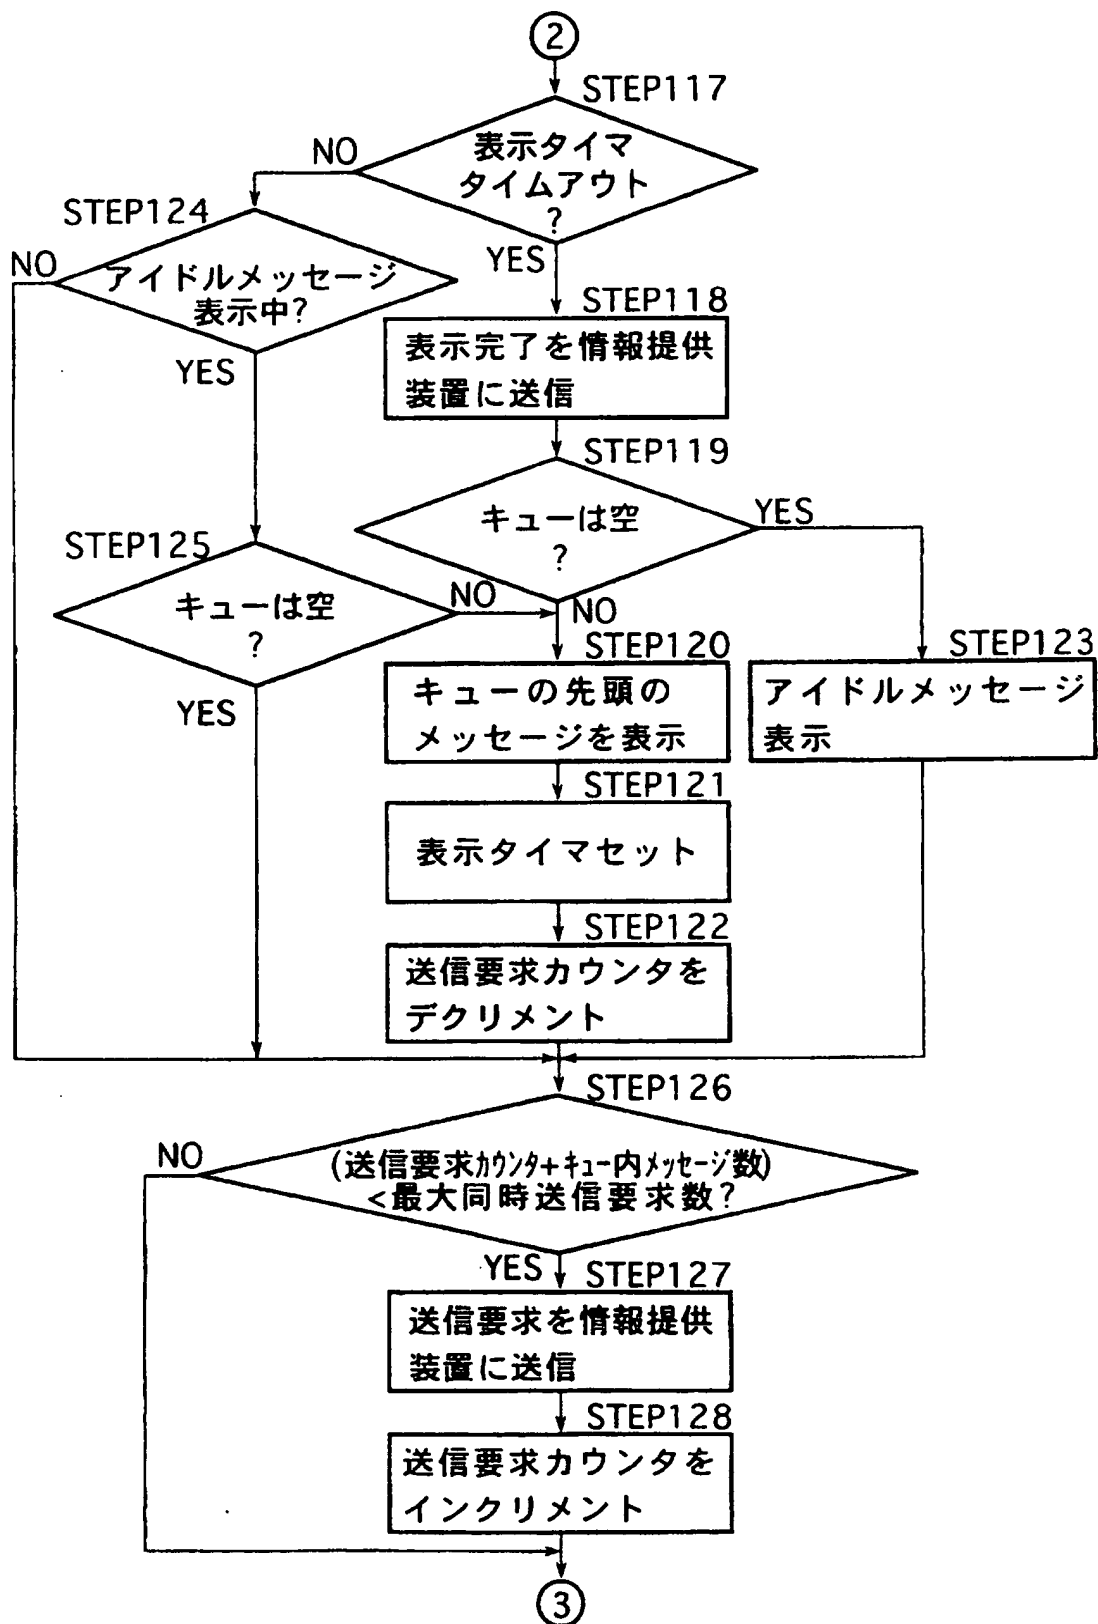 2
STEP117
表示タイマ
タイムアウト
?
NO
YES
STEP124
アイドルメッセージ
表示中?
NO
YES
STEP118
表示完了を情報提供
装置に送信
STEP119
キューは空
?
YES
NO
STEP125
キューは空
?
NO
YES
STEP120
キューの先頭の
メッセージを表示
STEP123
アイドルメッセージ
表示
STEP121
表示タイマセット
STEP122
送信要求カウンタを
デクリメント
STEP126
(送信要求カウンタ+キュー内メッセージ数)
<最大同時送信要求数?
NO
YES
STEP127
送信要求を情報提供
装置に送信
STEP128
送信要求カウンタを
インクリメント
3